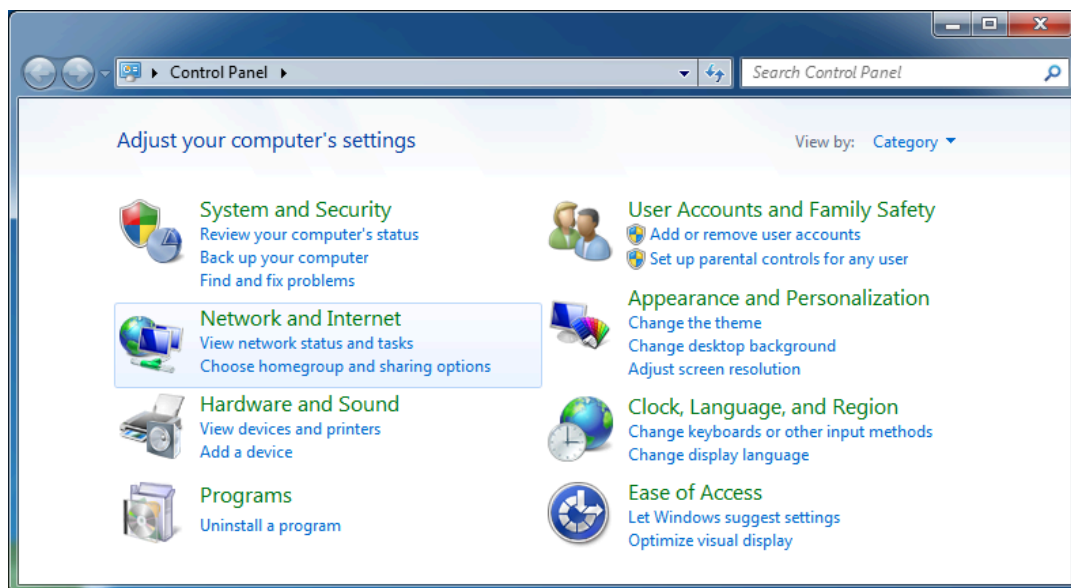 Control Panel
Search Control Panel
Adjust your computer's settings
View by: Category
System and Security
Review your computer's status
Back up your computer
Find and fix problems
Network and Internet
View network status and tasks
Choose homegroup and sharing options
Hardware and Sound
View devices and printers
Add a device
Programs
Uninstall a program
User Accounts and Family Safety
Add or remove user accounts
Set up parental controls for any user
Appearance and Personalization
Change the theme
Change desktop background
Adjust screen resolution
Clock, Language, and Region
Change keyboards or other input methods
Change display language
Ease of Access
Let Windows suggest settings
Optimize visual display